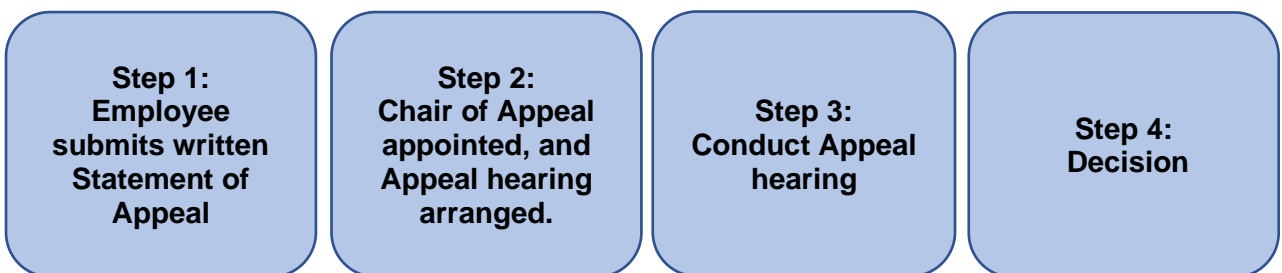 Step 1:
Employee
submits written
Statement of
Appeal
Step 2:
Chair of Appeal
appointed, and
Appeal hearing
arranged.
Step 3:
Conduct Appeal
hearing
Step 4:
Decision